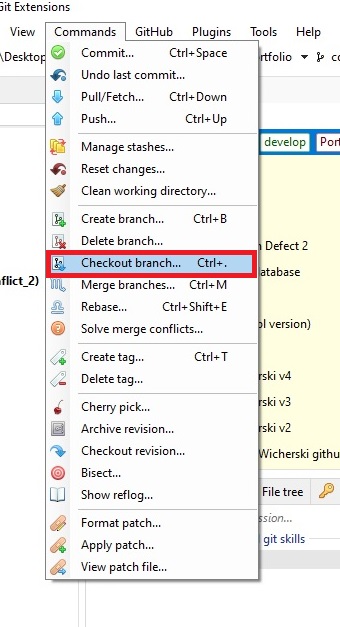 Git Extensions
View Commands GitHub Plugins Tools Help
\Desktop ortfolio
Commit... Ctrl+Space
Undo last commit...
Pull/Fetch... Ctrl+Down
Push... Ctrl+Up
develop Port
Manage stashes...
Reset changes...
Clean working directory...
Create branch... Ctrl+B
Delete branch... n Defect 2
Checkout branch... Ctrl+.
atabase
flict_2)
Merge branches... Ctrl+M
Rebase... Ctrl+Shift+E
Solve merge conflicts... ol version)
Create tag... Ctrl+T
Delete tag... rski v4
Cherry pick... rski v3
Archive revision... rski v2
Checkout revision... Wicherski githu
Bisect...
Show reflog... File tree
Format patch... ssion...
Apply patch... git skills
View patch file...